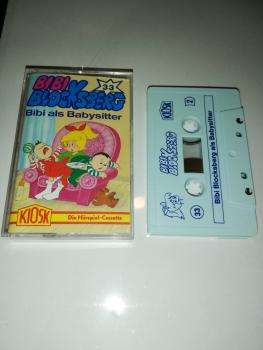 BIBI
BLOCKSBERG
33
Bibi als Babysitter
KIOSK
Die Hörspiel-Cassette
KIOSK
2
BIBI
BLOCKSBERG
33
Bibi Blocksberg als Babysitter